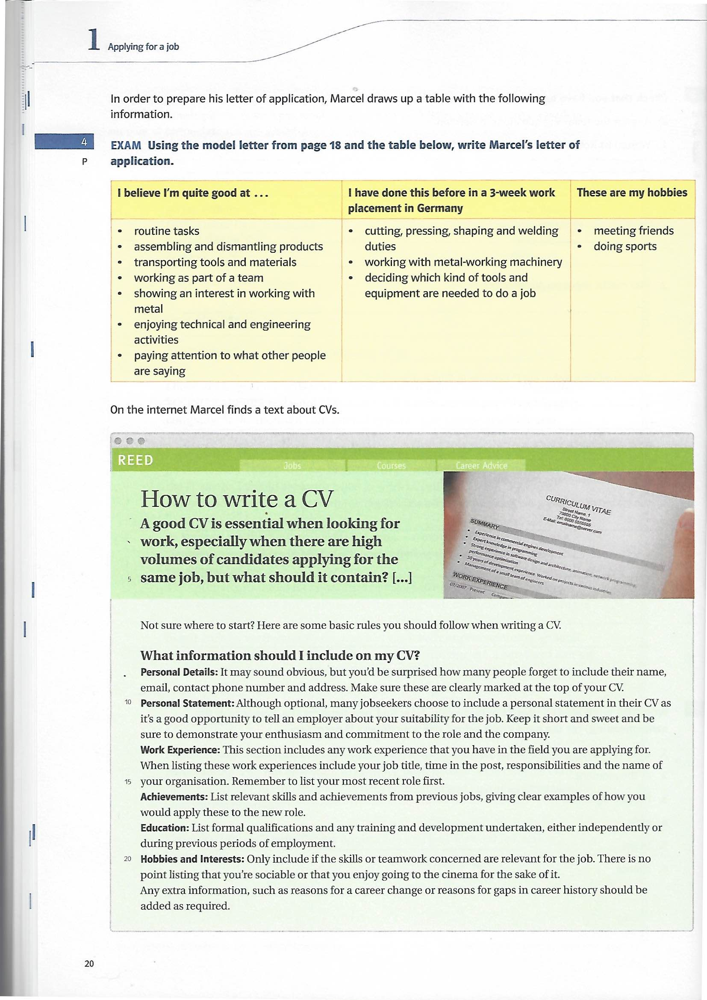 1 Applying for a job
In order to prepare his letter of application, Marcel draws up a table with the following
information.
4
P
EXAM Using the model letter from page 18 and the table below, write Marcel's letter of
application.
I believe I'm quite good at ...
• routine tasks
• assembling and dismantling products
• transporting tools and materials
• working as part of a team
• showing an interest in working with
metal
• enjoying technical and engineering
activities
• paying attention to what other people
are saying
I have done this before in a 3-week work
placement in Germany
• cutting, pressing, shaping and welding
duties
• working with metal-working machinery
• deciding which kind of tools and
equipment are needed to do a job
These are my hobbies
• meeting friends
• doing sports
On the internet Marcel finds a text about CVs.
REED
Jobs Courses Career Advice
How to write a CV
A good CV is essential when looking for
work, especially when there are high
volumes of candidates applying for the
5 same job, but what should it contain? [...]
CURRICULUM VITAE
Street Name, 1
70000 City Name
Tel: 0000 5555555
E-Mail: emailname@server.com
SUMMARY
• Experience in commercial engines development
• Expert knowledge in programming
• Strong experience in software design and architecture, animation, network programming,
performance optimization
• 10 years of development experience. Worked on projects in various industries
• Management of a small team of engineers
WORK EXPERIENCE
07/2007 - Present
Not sure where to start? Here are some basic rules you should follow when writing a CV.
What information should I include on my CV?
Personal Details: It may sound obvious, but you'd be surprised how many people forget to include their name,
email, contact phone number and address. Make sure these are clearly marked at the top of your CV.
10 Personal Statement: Although optional, many jobseekers choose to include a personal statement in their CV as
it's a good opportunity to tell an employer about your suitability for the job. Keep it short and sweet and be
sure to demonstrate your enthusiasm and commitment to the role and the company.
Work Experience: This section includes any work experience that you have in the field you are applying for.
When listing these work experiences include your job title, time in the post, responsibilities and the name of
15 your organisation. Remember to list your most recent role first.
Achievements: List relevant skills and achievements from previous jobs, giving clear examples of how you
would apply these to the new role.
Education: List formal qualifications and any training and development undertaken, either independently or
during previous periods of employment.
20 Hobbies and Interests: Only include if the skills or teamwork concerned are relevant for the job. There is no
point listing that you're sociable or that you enjoy going to the cinema for the sake of it.
Any extra information, such as reasons for a career change or reasons for gaps in career history should be
added as required.
20